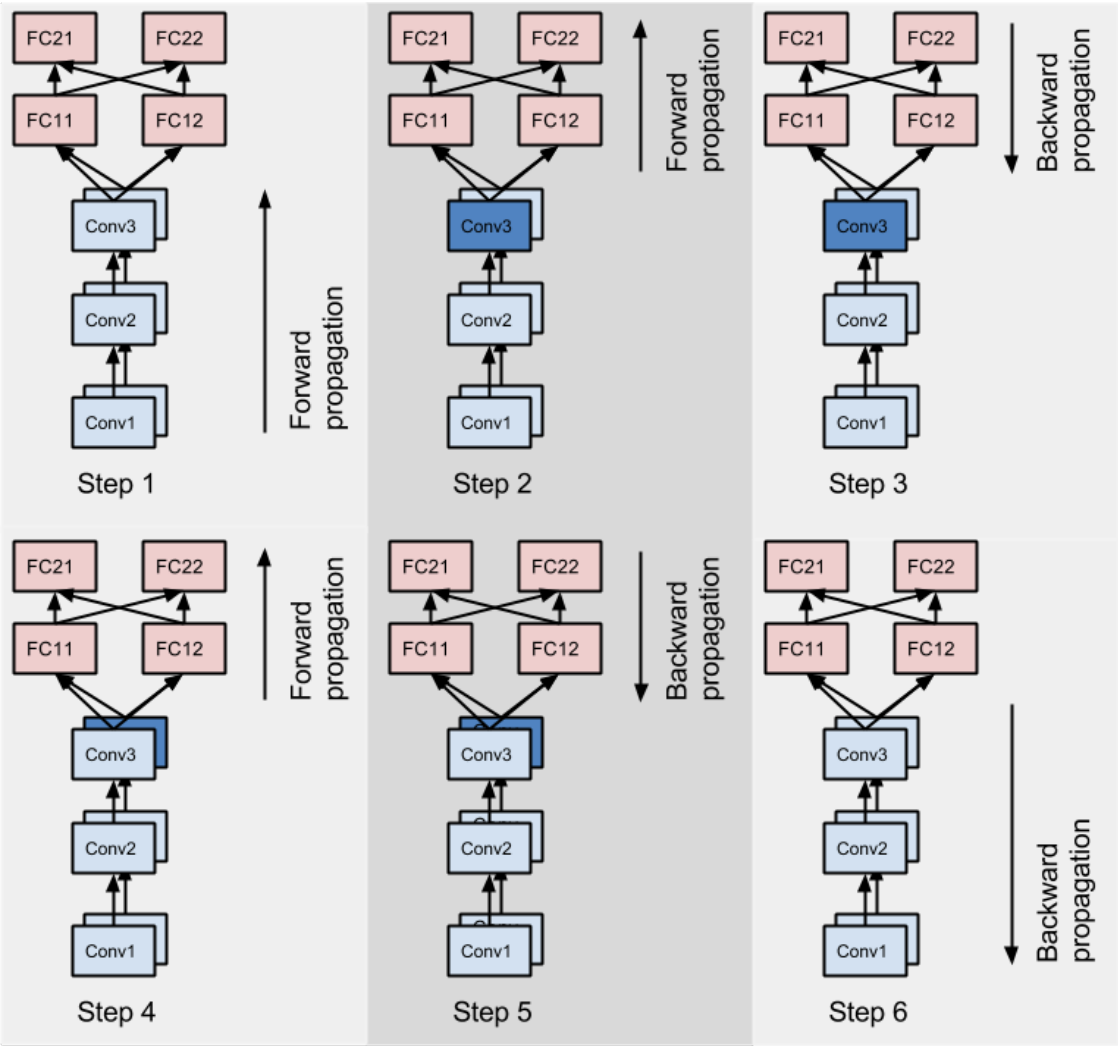 FC21 FC22
FC11 FC12
Conv3
Conv2
Conv1
Forward
propagation
Step 1
FC21 FC22
FC11 FC12
Forward
propagation
Conv3
Conv2
Conv1
Step 2
FC21 FC22
FC11 FC12
Backward
propagation
Conv3
Conv2
Conv1
Step 3
FC21 FC22
FC11 FC12
Forward
propagation
Conv3
Conv2
Conv1
Step 4
FC21 FC22
FC11 FC12
Backward
propagation
Conv3
Conv2
Conv1
Step 5
FC21 FC22
FC11 FC12
Conv3
Conv2
Conv1
Backward
propagation
Step 6